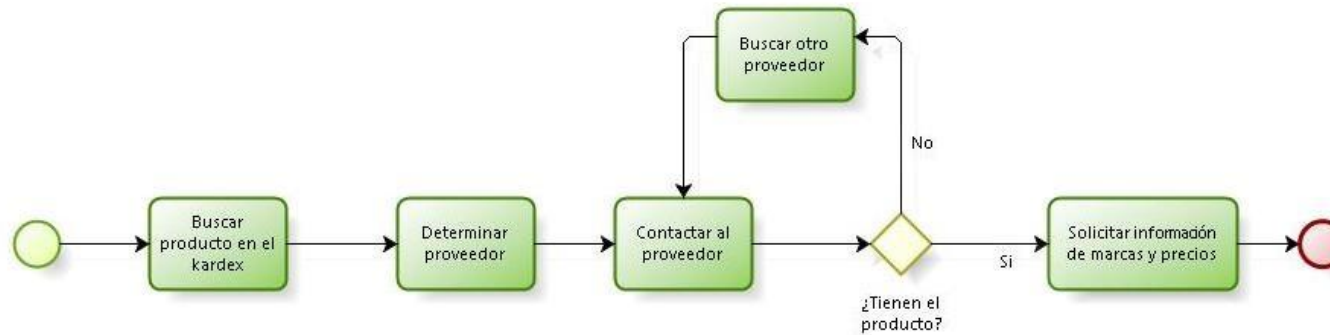 Buscar otro
proveedor
No
Buscar
producto en el
kardex
Determinar
proveedor
Contactar al
proveedor
Si
Solicitar información
de marcas y precios
¿Tienen el
producto?